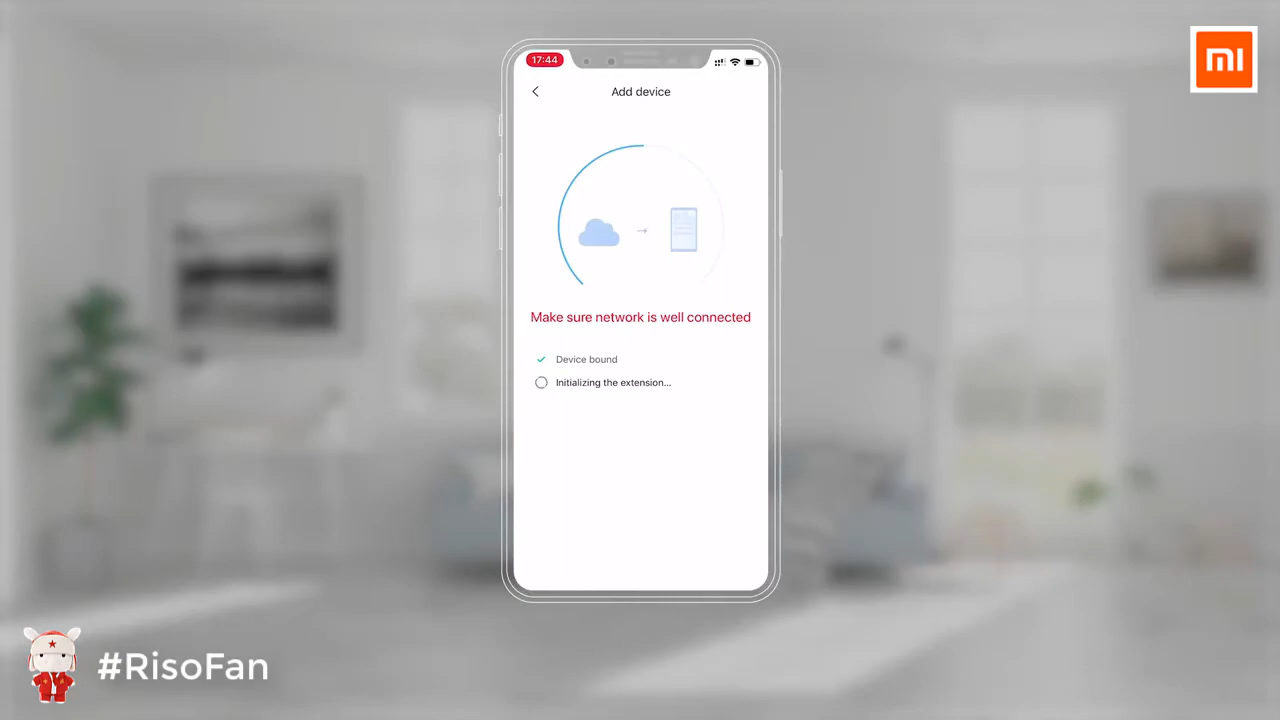 17:44
Add device
Make sure network is well connected
Device bound
Initializing the extension...
mi
#RisoFan